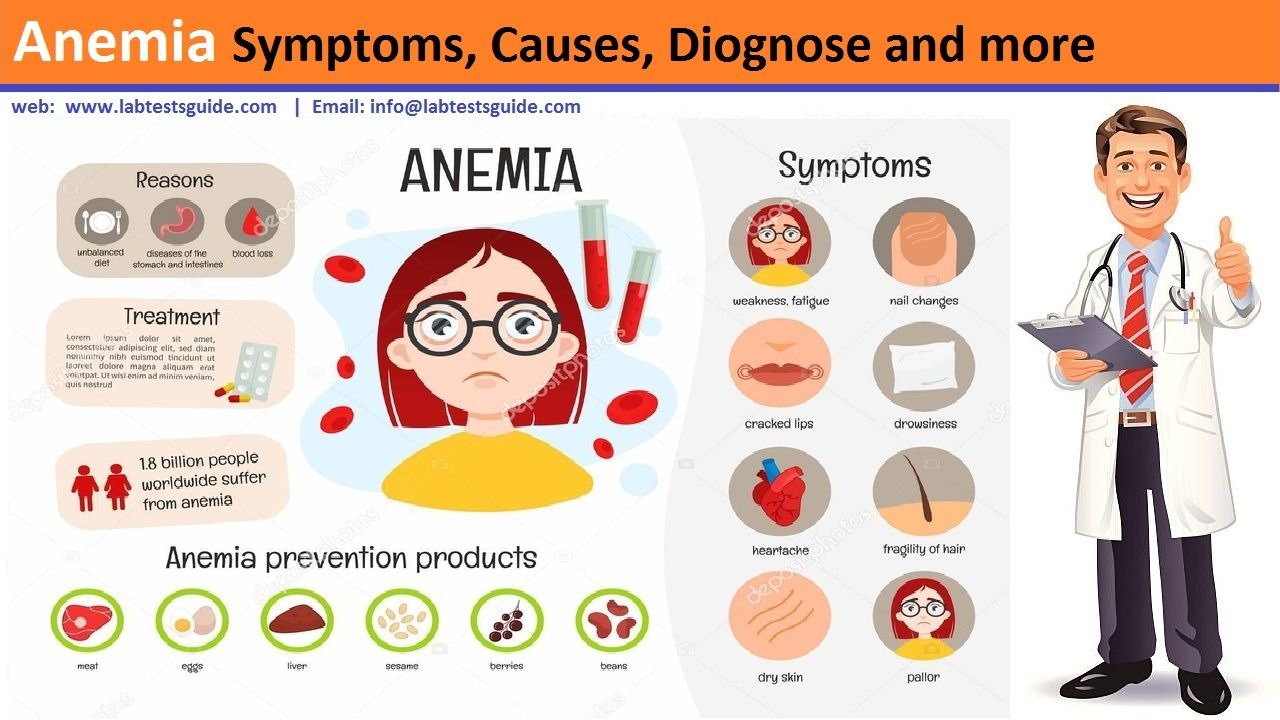 Anemia Symptoms, Causes, Diognose and more
web: www.labtestsguide.com | Email: info@labtestsguide.com
ANEMIA
Reasons
unbalanced
diet
diseases of the
stomach and intestines
blood loss
Treatment
Lorem ipsum dolor sit amet,
consectetuer adipiscing elit, sed diam
nonummy nibh euismod tincidunt ut
laoreet dolore magna aliquam erat
volutpat. Ut wisi enim ad minim veniam,
quis nostrud
1.8 billion people
worldwide suffer
from anemia
Anemia prevention products
meat
eggs
liver
sesame
berries
beans
Symptoms
weakness, fatigue
nail changes
cracked lips
drowsiness
heartache
fragility of hair
dry skin
pallor
depositphotos